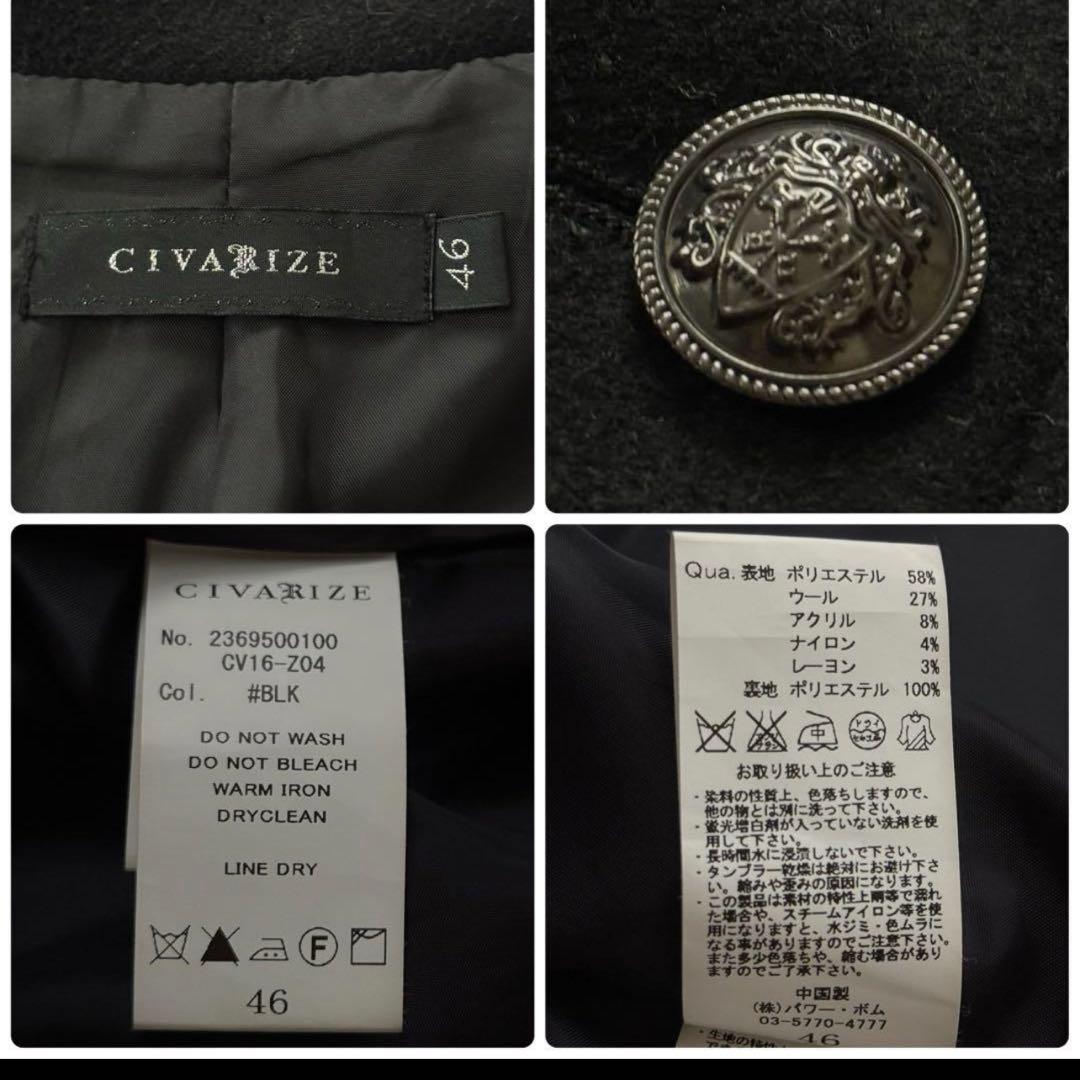 CIVARIZE
46
CIVARIZE
No. 2369500100
CV16-Z04
Col. #BLK
DO NOT WASH
DO NOT BLEACH
WARM IRON
DRYCLEAN
LINE DRY
F
46
Qua. 表地 ポリエステル 58%
ウール 27%
アクリル 8%
ナイロン 4%
レーヨン 3%
裏地 ポリエステル 100%
中 ドライ
お取り扱い上のご注意
・染料の性質上、色落ちしますので、
他の物とは別に洗って下さい。
・蛍光増白剤が入っていない洗剤を使
用して下さい。
・長時間水に浸漬しないで下さい。
・タンブラー乾燥は絶対にお避け下さ
い。縮みや歪みの原因になります。
・この製品は素材の特性上雨等で濡れ
た場合や、スチームアイロン等を使
用になりますと、水ジミ・色ムラに
なる事がありますのでご注意下さい。
また多少色落ちや、縮む場合があり
ますのでご了承下さい。
中国製
(株)パワー・ボム
03-5770-4777
46
・生地の特性